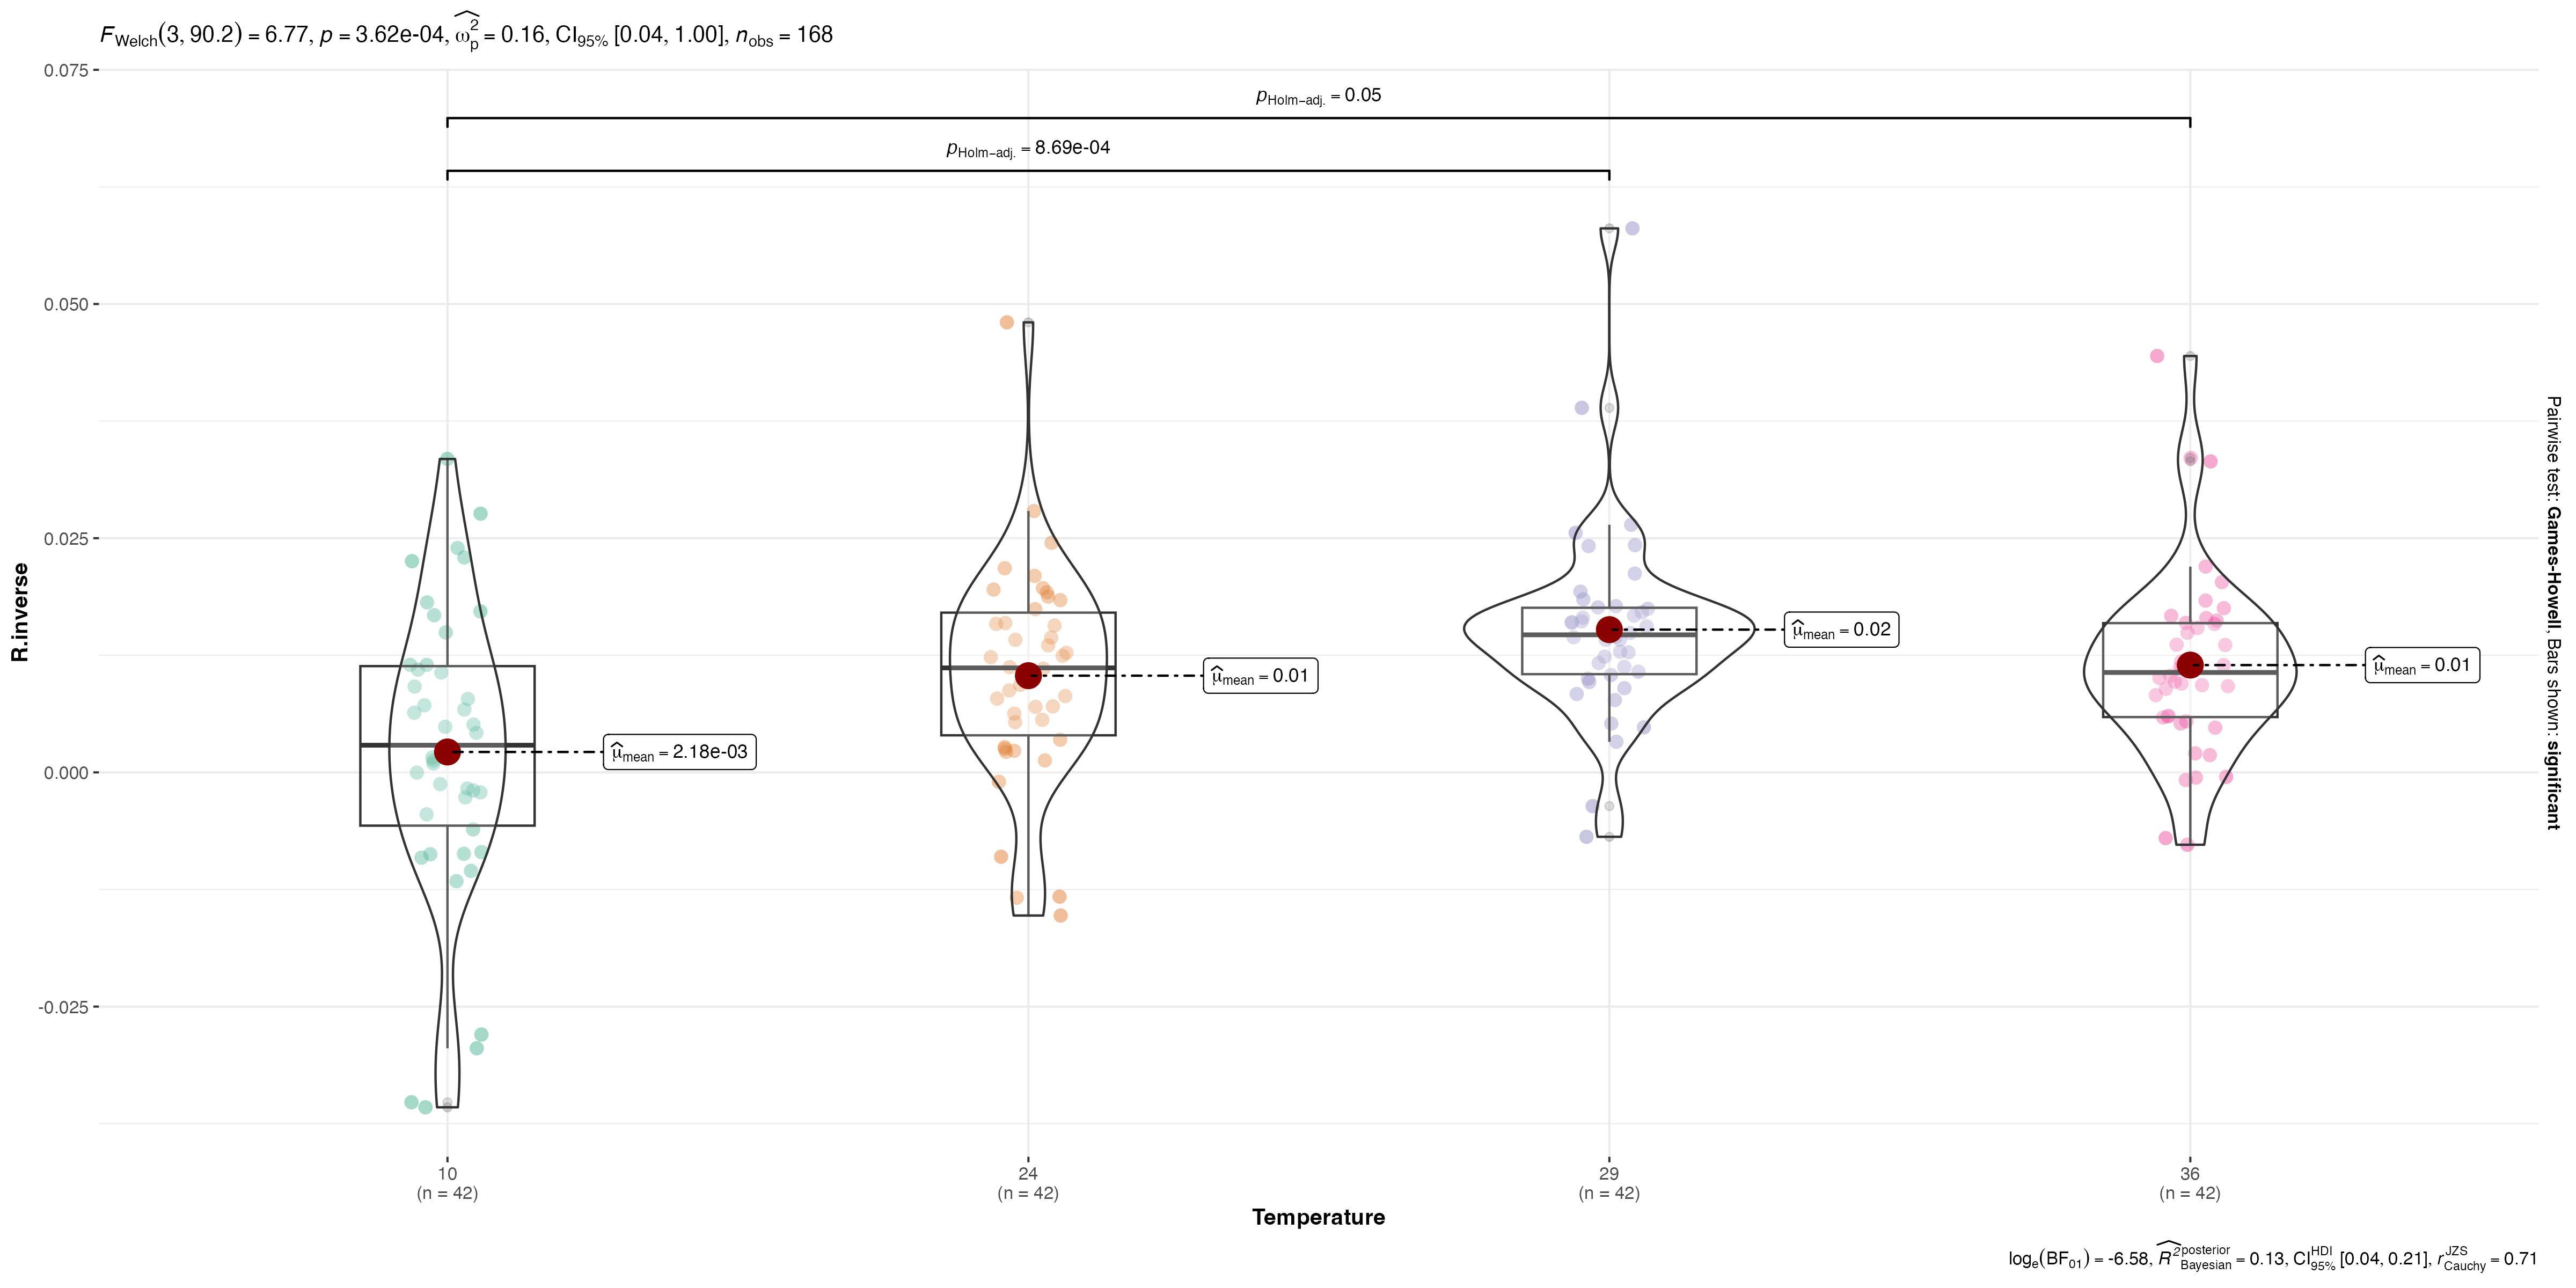 F_Welch(3, 90.2) = 6.77, p = 3.62e-04, ω̂²_p = 0.16, CI_95% [0.04, 1.00], n_obs = 168
0.075
0.050
0.025
0.000
-0.025
R.inverse
p_Holm−adj. = 0.05
p_Holm−adj. = 8.69e-04
μ̂_mean = 2.18e-03
μ̂_mean = 0.01
μ̂_mean = 0.02
μ̂_mean = 0.01
Pairwise test: Games-Howell, Bars shown: significant
10
(n = 42)
24
(n = 42)
29
(n = 42)
36
(n = 42)
Temperature
log_e(BF_01) = -6.58, R̂²^posterior_Bayesian = 0.13, CI^HDI_95% [0.04, 0.21], r^JZS_Cauchy = 0.71